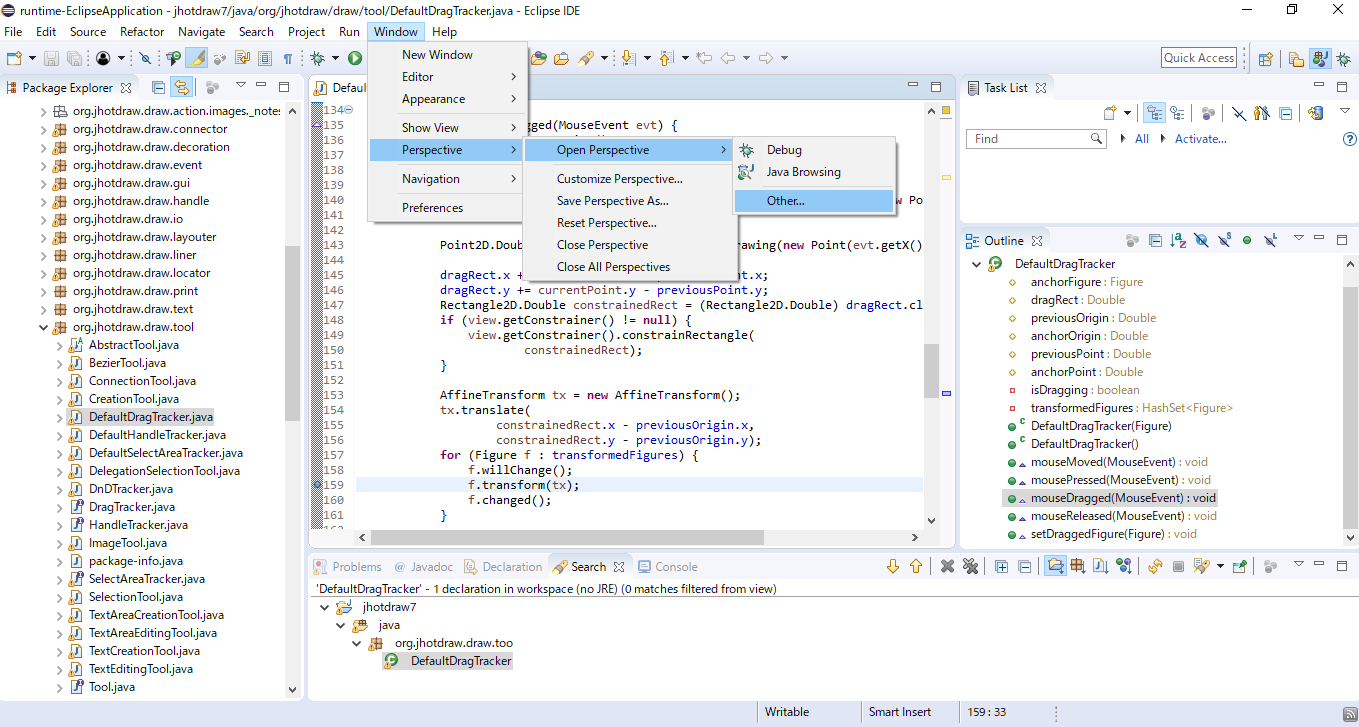 runtime-EclipseApplication - jhotdraw7/java/org/jhotdraw/draw/tool/DefaultDragTracker.java - Eclipse IDE
File Edit Source Refactor Navigate Search Project Run Window Help
Quick Access
New Window
Editor
Appearance
Show View
Perspective
Navigation
Preferences
Open Perspective
Customize Perspective...
Save Perspective As...
Reset Perspective...
Close Perspective
Close All Perspectives
Debug
Java Browsing
Other...
Package Explorer
org.jhotdraw.draw.action.images._notes
org.jhotdraw.draw.connector
org.jhotdraw.draw.decoration
org.jhotdraw.draw.event
org.jhotdraw.draw.gui
org.jhotdraw.draw.handle
org.jhotdraw.draw.io
org.jhotdraw.draw.layouter
org.jhotdraw.draw.liner
org.jhotdraw.draw.locator
org.jhotdraw.draw.print
org.jhotdraw.draw.text
org.jhotdraw.draw.tool
AbstractTool.java
BezierTool.java
ConnectionTool.java
CreationTool.java
DefaultDragTracker.java
DefaultHandleTracker.java
DefaultSelectAreaTracker.java
DelegationSelectionTool.java
DnDTracker.java
DragTracker.java
HandleTracker.java
ImageTool.java
package-info.java
SelectAreaTracker.java
SelectionTool.java
TextAreaCreationTool.java
TextAreaEditingTool.java
TextCreationTool.java
TextEditingTool.java
Tool.java
Defau
134
135 ged(MouseEvent evt) {
136
137
138
139
140 w Po
141
142
143 Point2D.Doub rawing(new Point(evt.getX()
144
145 dragRect.x + nt.x;
146 dragRect.y += currentPoint.y - previousPoint.y;
147 Rectangle2D.Double constrainedRect = (Rectangle2D.Double) dragRect.cl
148 if (view.getConstrainer() != null) {
149 view.getConstrainer().constrainRectangle(
150 constrainedRect);
151 }
152
153 AffineTransform tx = new AffineTransform();
154 tx.translate(
155 constrainedRect.x - previousOrigin.x,
156 constrainedRect.y - previousOrigin.y);
157 for (Figure f : transformedFigures) {
158 f.willChange();
159 f.transform(tx);
160 f.changed();
161 }
Task List
Find All Activate...
Outline
DefaultDragTracker
anchorFigure : Figure
dragRect : Double
previousOrigin : Double
anchorOrigin : Double
previousPoint : Double
anchorPoint : Double
isDragging : boolean
transformedFigures : HashSet<Figure>
DefaultDragTracker(Figure)
DefaultDragTracker()
mouseMoved(MouseEvent) : void
mousePressed(MouseEvent) : void
mouseDragged(MouseEvent) : void
mouseReleased(MouseEvent) : void
setDraggedFigure(Figure) : void
Problems @ Javadoc Declaration Search Console
'DefaultDragTracker' - 1 declaration in workspace (no JRE) (0 matches filtered from view)
jhotdraw7
java
org.jhotdraw.draw.too
DefaultDragTracker
Writable Smart Insert 159 : 33